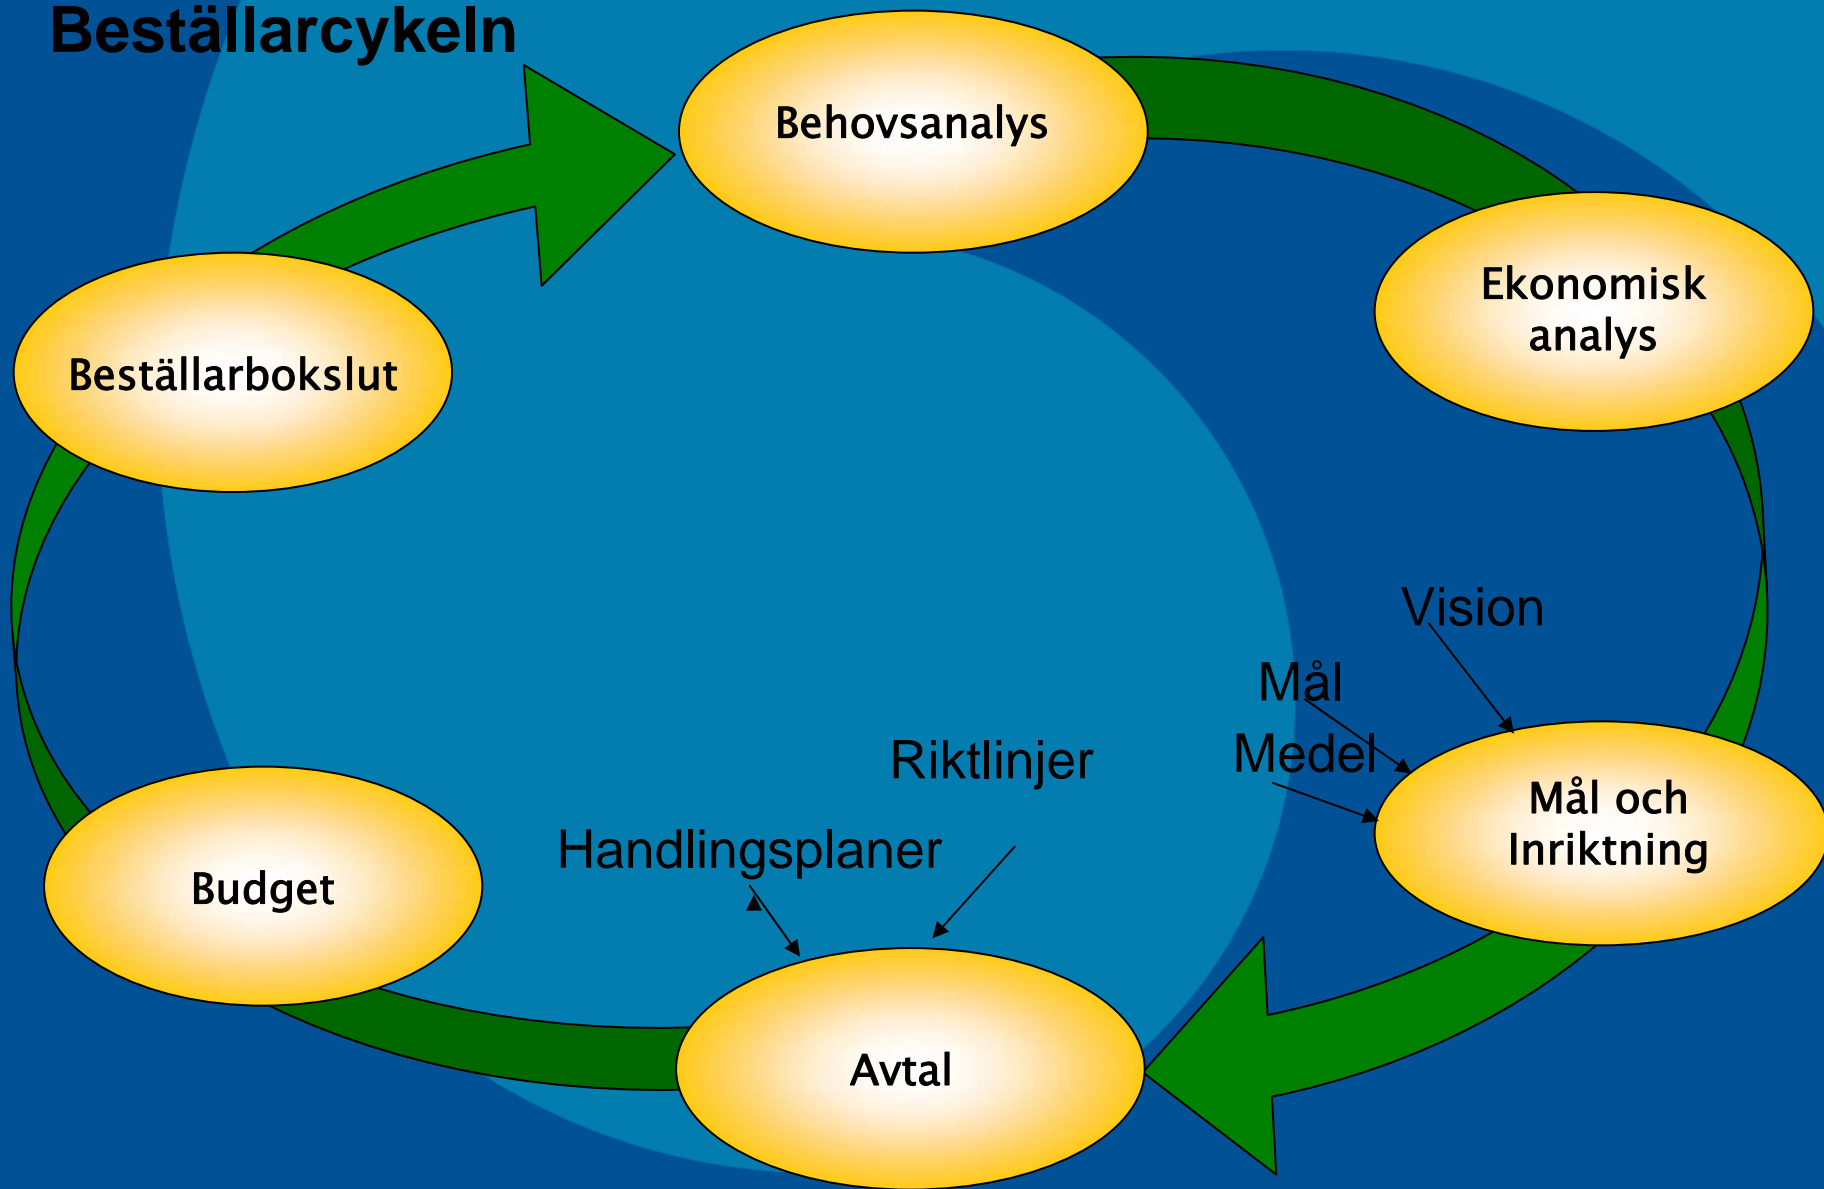 Beställarcykeln
Behovsanalys
Ekonomisk
analys
Beställarbokslut
Vision
Mål
Medel
Riktlinjer
Mål och
Inriktning
Handlingsplaner
Budget
Avtal